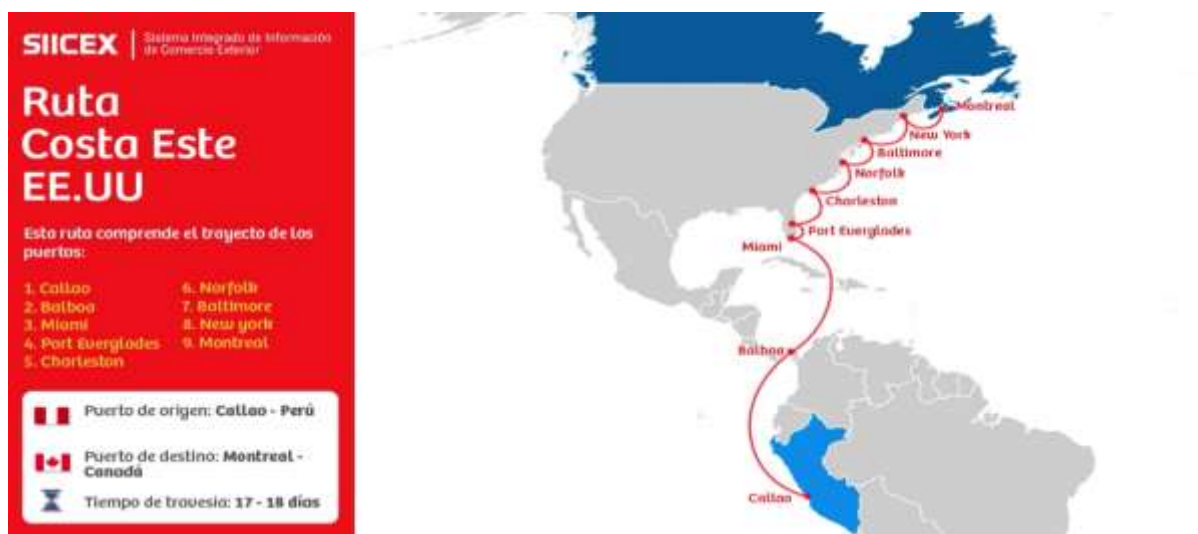 SIICEX
Sistema Integrado de Información
de Comercio Exterior
Ruta
Costa Este
EE.UU
Esta ruta comprende el trayecto de los
puertos:
1. Callao
2. Balboa
3. Miami
4. Port Everglades
5. Charleston
6. Norfolk
7. Baltimore
8. New york
9. Montreal
Puerto de origen: Callao - Perú
Puerto de destino: Montreal -
Canadá
Tiempo de travesia: 17 - 18 días
Montreal
New York
Baltimore
Norfolk
Charleston
Port Everglades
Miami
Balboa
Callao